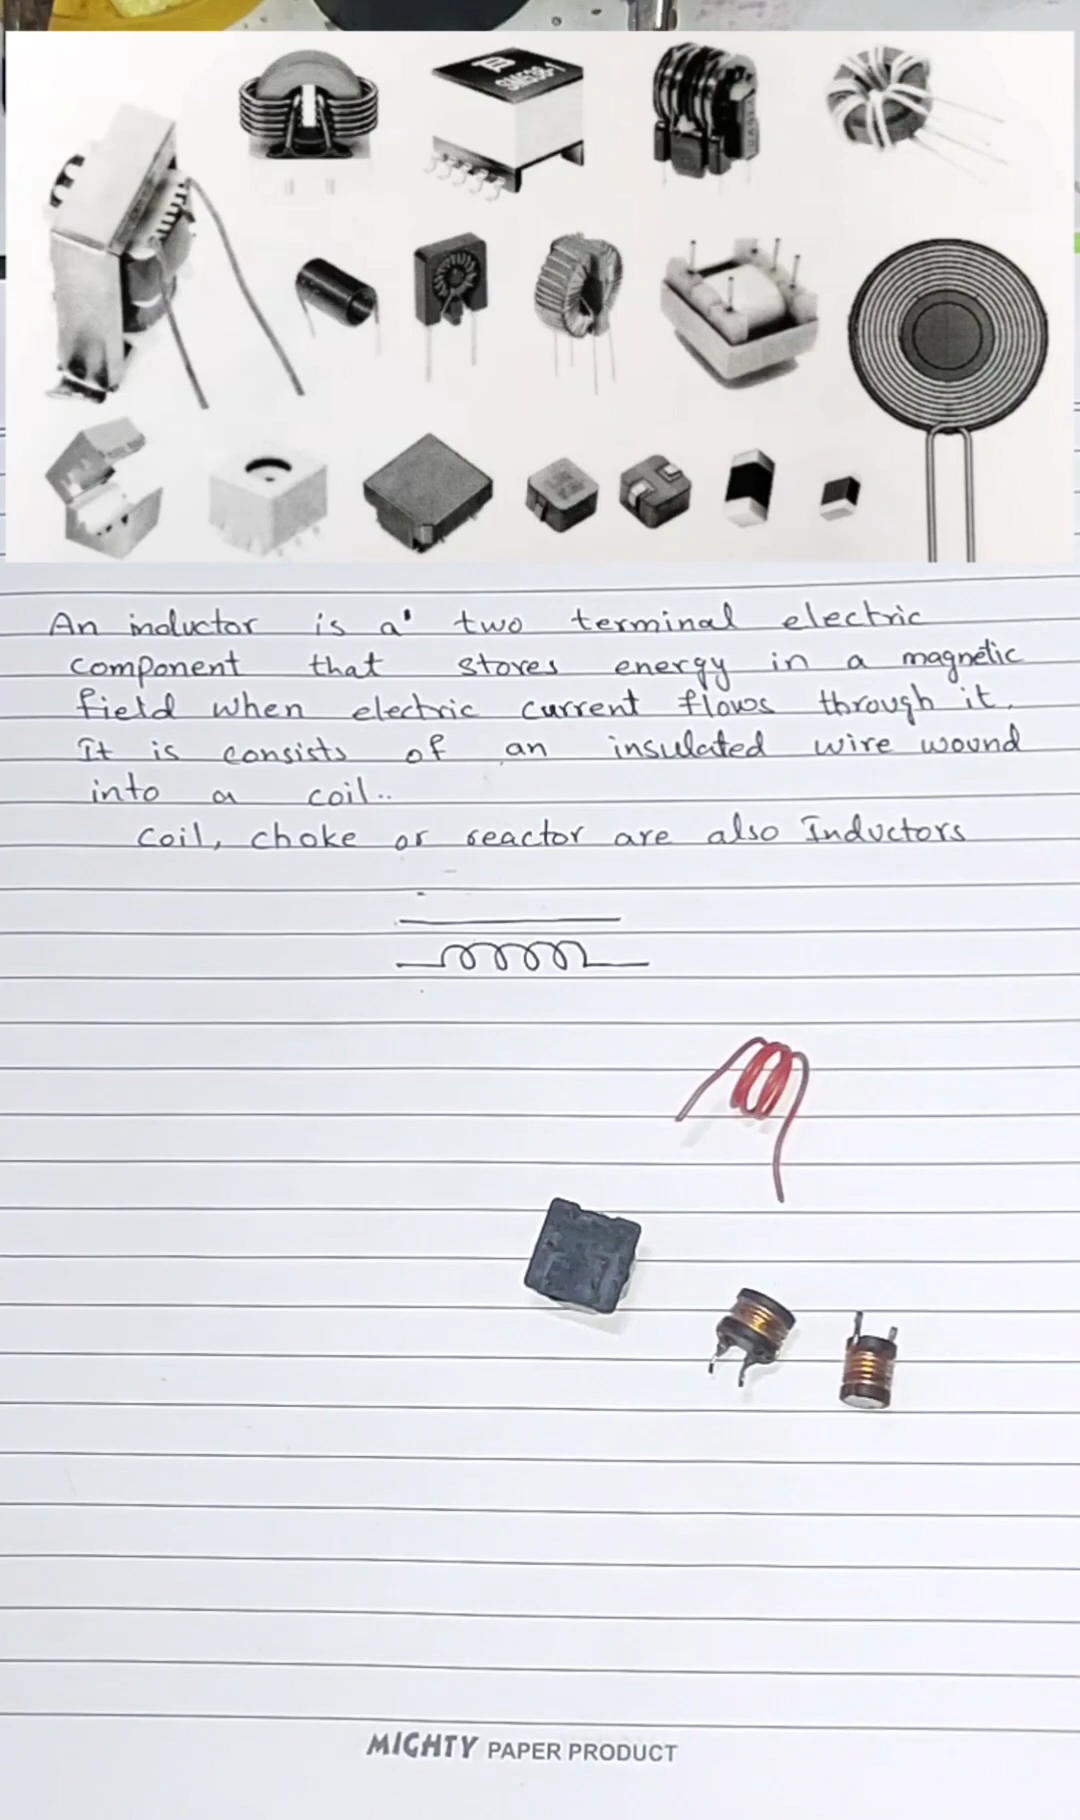 SM538-1
An inductor is a two terminal electric
component that stores energy in a magnetic
field when electric current flows through it.
It is consists of an insulated wire wound
into a coil..
Coil, choke or reactor are also Inductors
MIGHTY PAPER PRODUCT